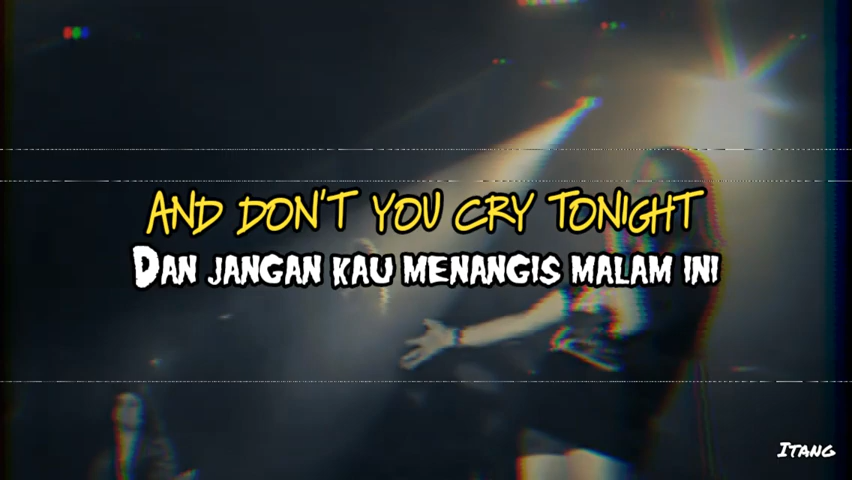 AND DON'T YOU CRY TONIGHT
DAN JANGAN KAU MENANGIS MALAM INI
ITANG